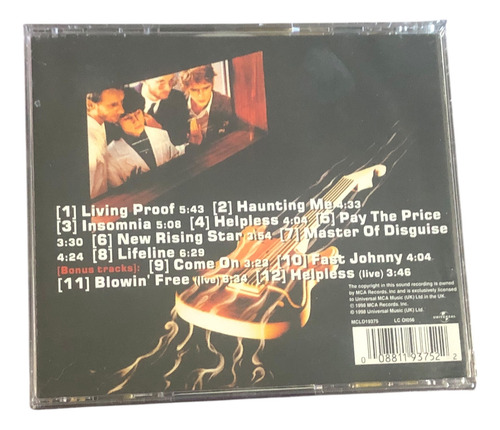 [1] Living Proof 5:43 [2] Haunting Me 4:33
[3] Insomnia 5:08 [4] Helpless 4:04 [5] Pay The Price
3:30 [6] New Rising Star 3:54 [7] Master Of Disguise
4:24 [8] Lifeline 6:29
[Bonus tracks]: [9] Come On 3:23 [10] Fast Johnny 4:04
[11] Blowin' Free (live) 6:34 [12] Helpless (live) 3:46
The copyright in this sound recording is owned by
MCA Records, Inc and is exclusively licensed
to Universal MCA Music (UK) Ltd in the UK.
℗ 1998 MCA Records, Inc.
© 1998 Universal Music (UK) Ltd.
MCLD19375 LC 01056
UNIVERSAL
0 08811 93752 2